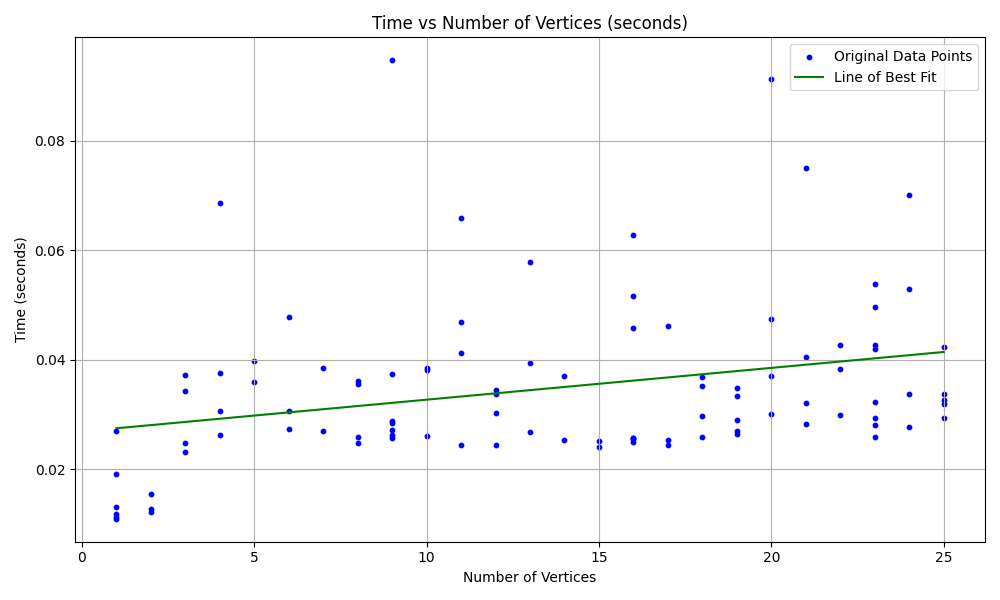 Time vs Number of Vertices (seconds)
Original Data Points
Line of Best Fit
0.08
0.06
0.04
0.02
Time (seconds)
0 5 10 15 20 25
Number of Vertices